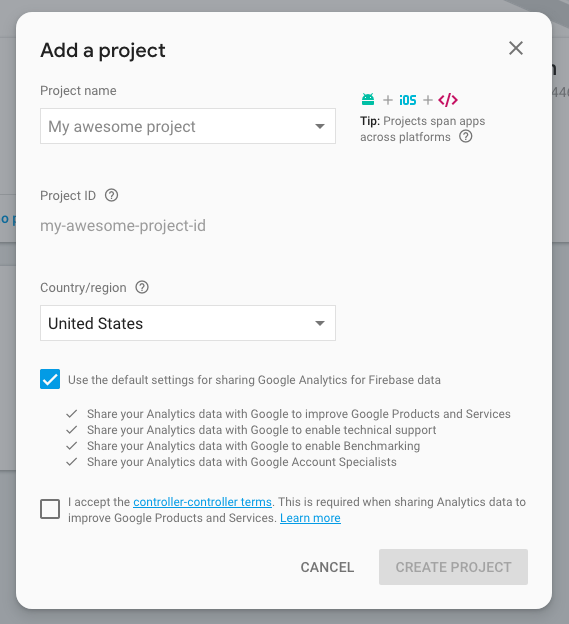 Add a project
Project name
My awesome project
+ iOS + </>
Tip: Projects span apps
across platforms ?
Project ID ?
my-awesome-project-id
Country/region ?
United States
Use the default settings for sharing Google Analytics for Firebase data
Share your Analytics data with Google to improve Google Products and Services
Share your Analytics data with Google to enable technical support
Share your Analytics data with Google to enable Benchmarking
Share your Analytics data with Google Account Specialists
I accept the controller-controller terms. This is required when sharing Analytics data to
improve Google Products and Services. Learn more
CANCEL
CREATE PROJECT